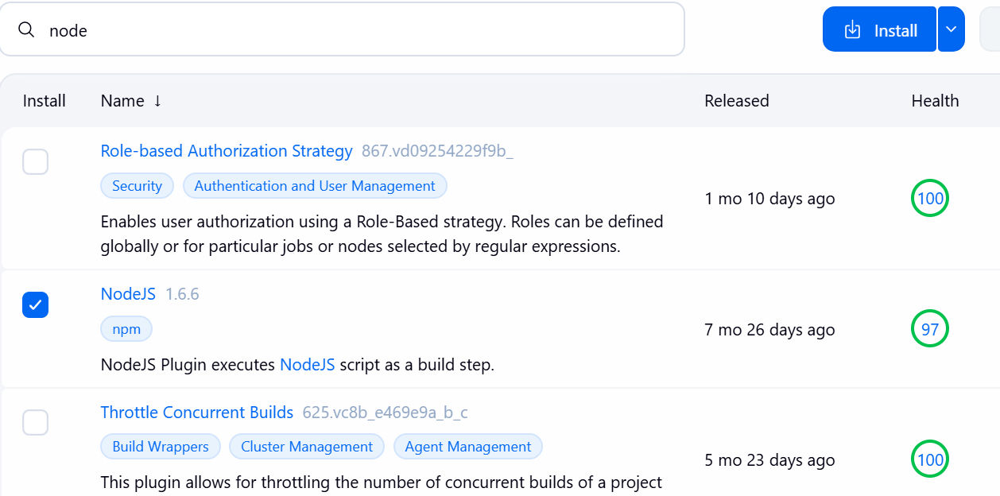 node
Install
Install Name ↓ Released Health
Role-based Authorization Strategy 867.vd09254229f9b_
Security Authentication and User Management
1 mo 10 days ago 100
Enables user authorization using a Role-Based strategy. Roles can be defined
globally or for particular jobs or nodes selected by regular expressions.
NodeJS 1.6.6
npm
7 mo 26 days ago 97
NodeJS Plugin executes NodeJS script as a build step.
Throttle Concurrent Builds 625.vc8b_e469e9a_b_c
Build Wrappers Cluster Management Agent Management
5 mo 23 days ago 100
This plugin allows for throttling the number of concurrent builds of a project